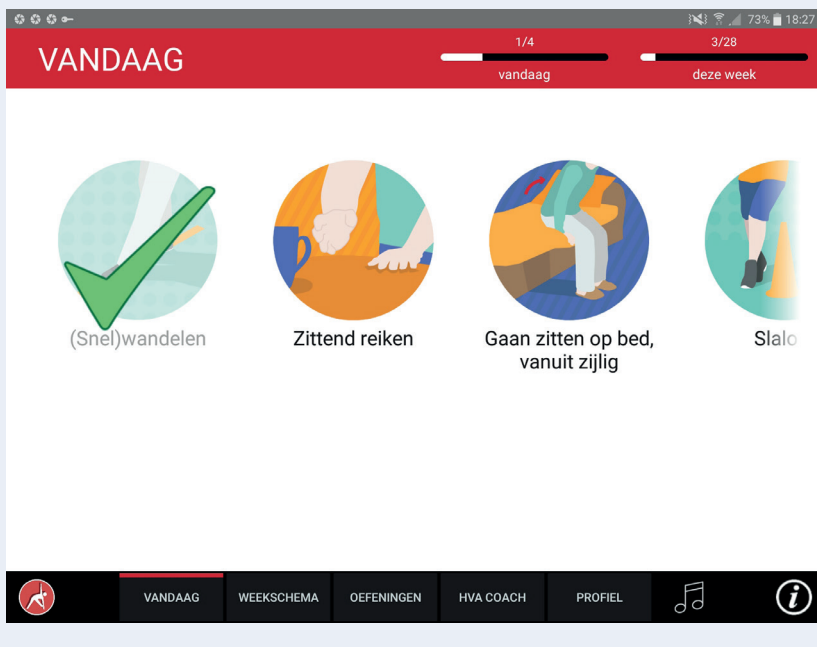 73% 18:27
VANDAAG
1/4
vandaag
3/28
deze week
(Snel)wandelen
Zittend reiken
Gaan zitten op bed,
vanuit zijlig
Slalo
VANDAAG
WEEKSCHEMA
OEFENINGEN
HVA COACH
PROFIEL
i